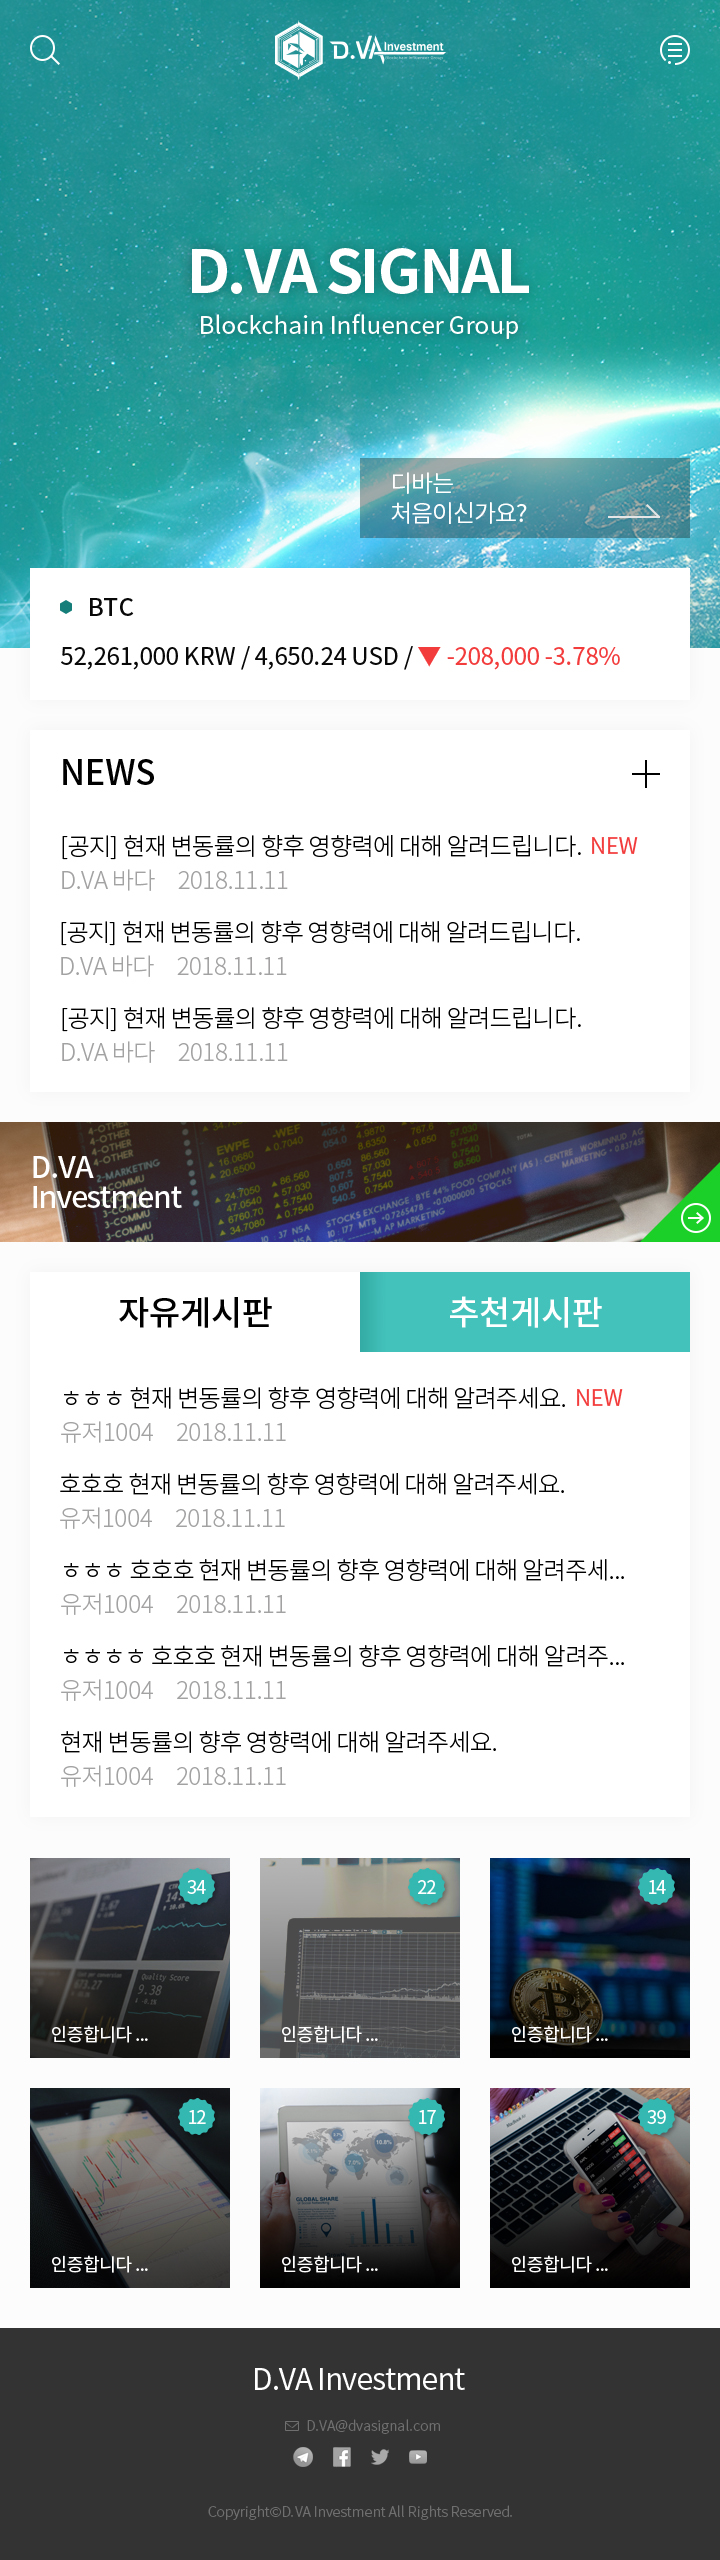 D.VA Investment
D.VA SIGNAL
Blockchain Influencer Group
디바는
처음이신가요?
BTC
52,261,000 KRW / 4,650.24 USD / ▼ -208,000 -3.78%
NEWS
[공지] 현재 변동률의 향후 영향력에 대해 알려드립니다. NEW
D.VA 바다 2018.11.11
[공지] 현재 변동률의 향후 영향력에 대해 알려드립니다.
D.VA 바다 2018.11.11
[공지] 현재 변동률의 향후 영향력에 대해 알려드립니다.
D.VA 바다 2018.11.11
D.VA
Investment
자유게시판 추천게시판
ㅎㅎㅎ 현재 변동률의 향후 영향력에 대해 알려주세요. NEW
유저1004 2018.11.11
호호호 현재 변동률의 향후 영향력에 대해 알려주세요.
유저1004 2018.11.11
ㅎㅎㅎ 호호호 현재 변동률의 향후 영향력에 대해 알려주세...
유저1004 2018.11.11
ㅎㅎㅎㅎ 호호호 현재 변동률의 향후 영향력에 대해 알려주...
유저1004 2018.11.11
현재 변동률의 향후 영향력에 대해 알려주세요.
유저1004 2018.11.11
34 22 14
Quality Score
9.38
인증합니다 ... 인증합니다 ... 인증합니다 ...
12 17 39
GLOBAL SHARE
인증합니다 ... 인증합니다 ... 인증합니다 ...
D.VA Investment
D.VA@dvasignal.com
Copyright©D.VA Investment All Rights Reserved.